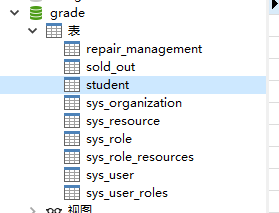 grade
表
repair_management
sold_out
student
sys_organization
sys_resource
sys_role
sys_role_resources
sys_user
sys_user_roles
视图